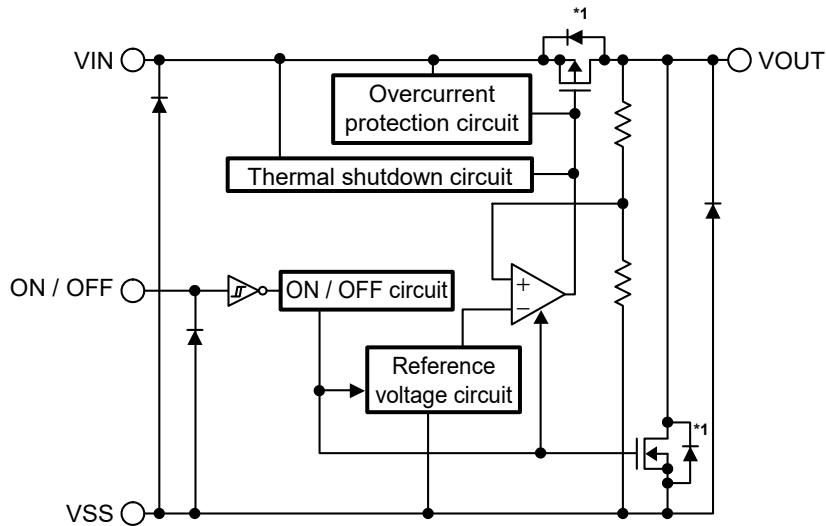 *1
VIN
VOUT
Overcurrent
protection circuit
Thermal shutdown circuit
+
ON / OFF
ON / OFF circuit
−
Reference
voltage circuit
*1
VSS